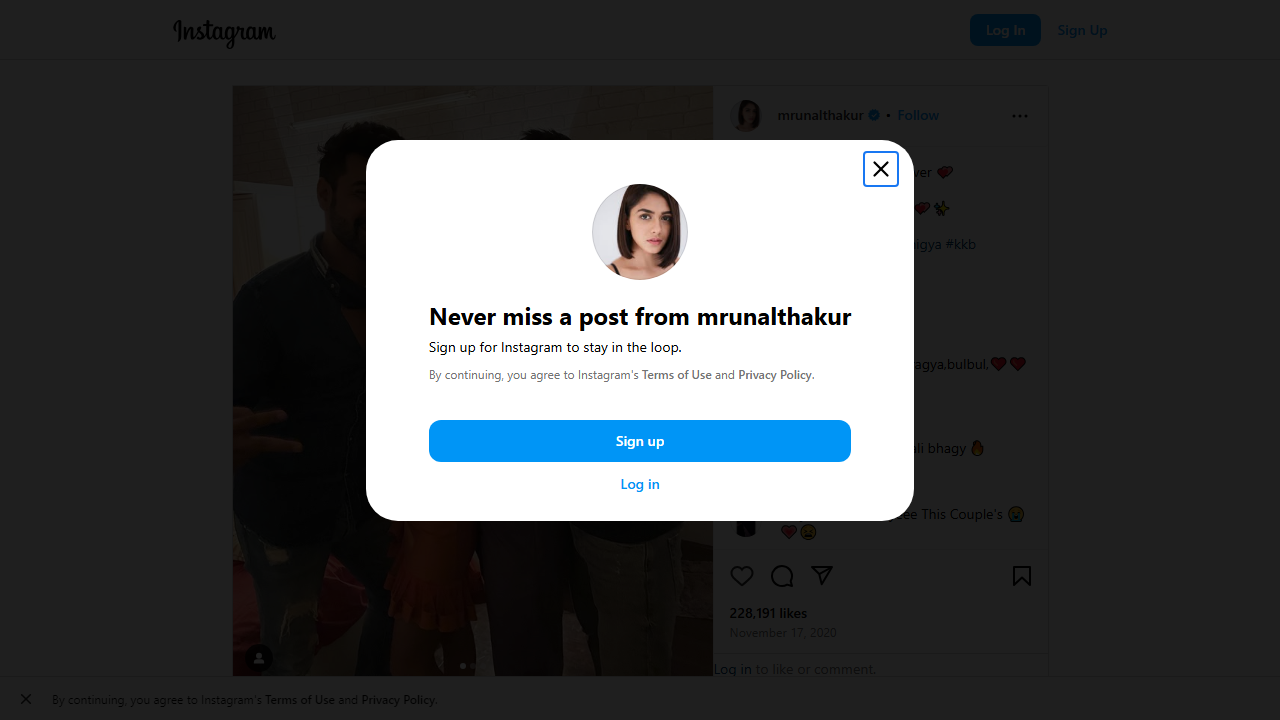 Instagram
Log In
Sign Up
mrunalthakur • Follow
ver
nigya #kkb
agya,bulbul,
ali bhagy
see This Couple's
Never miss a post from mrunalthakur
Sign up for Instagram to stay in the loop.
By continuing, you agree to Instagram's Terms of Use and Privacy Policy.
Sign up
Log in
228,191 likes
November 17, 2020
Log in to like or comment.
By continuing, you agree to Instagram's Terms of Use and Privacy Policy.